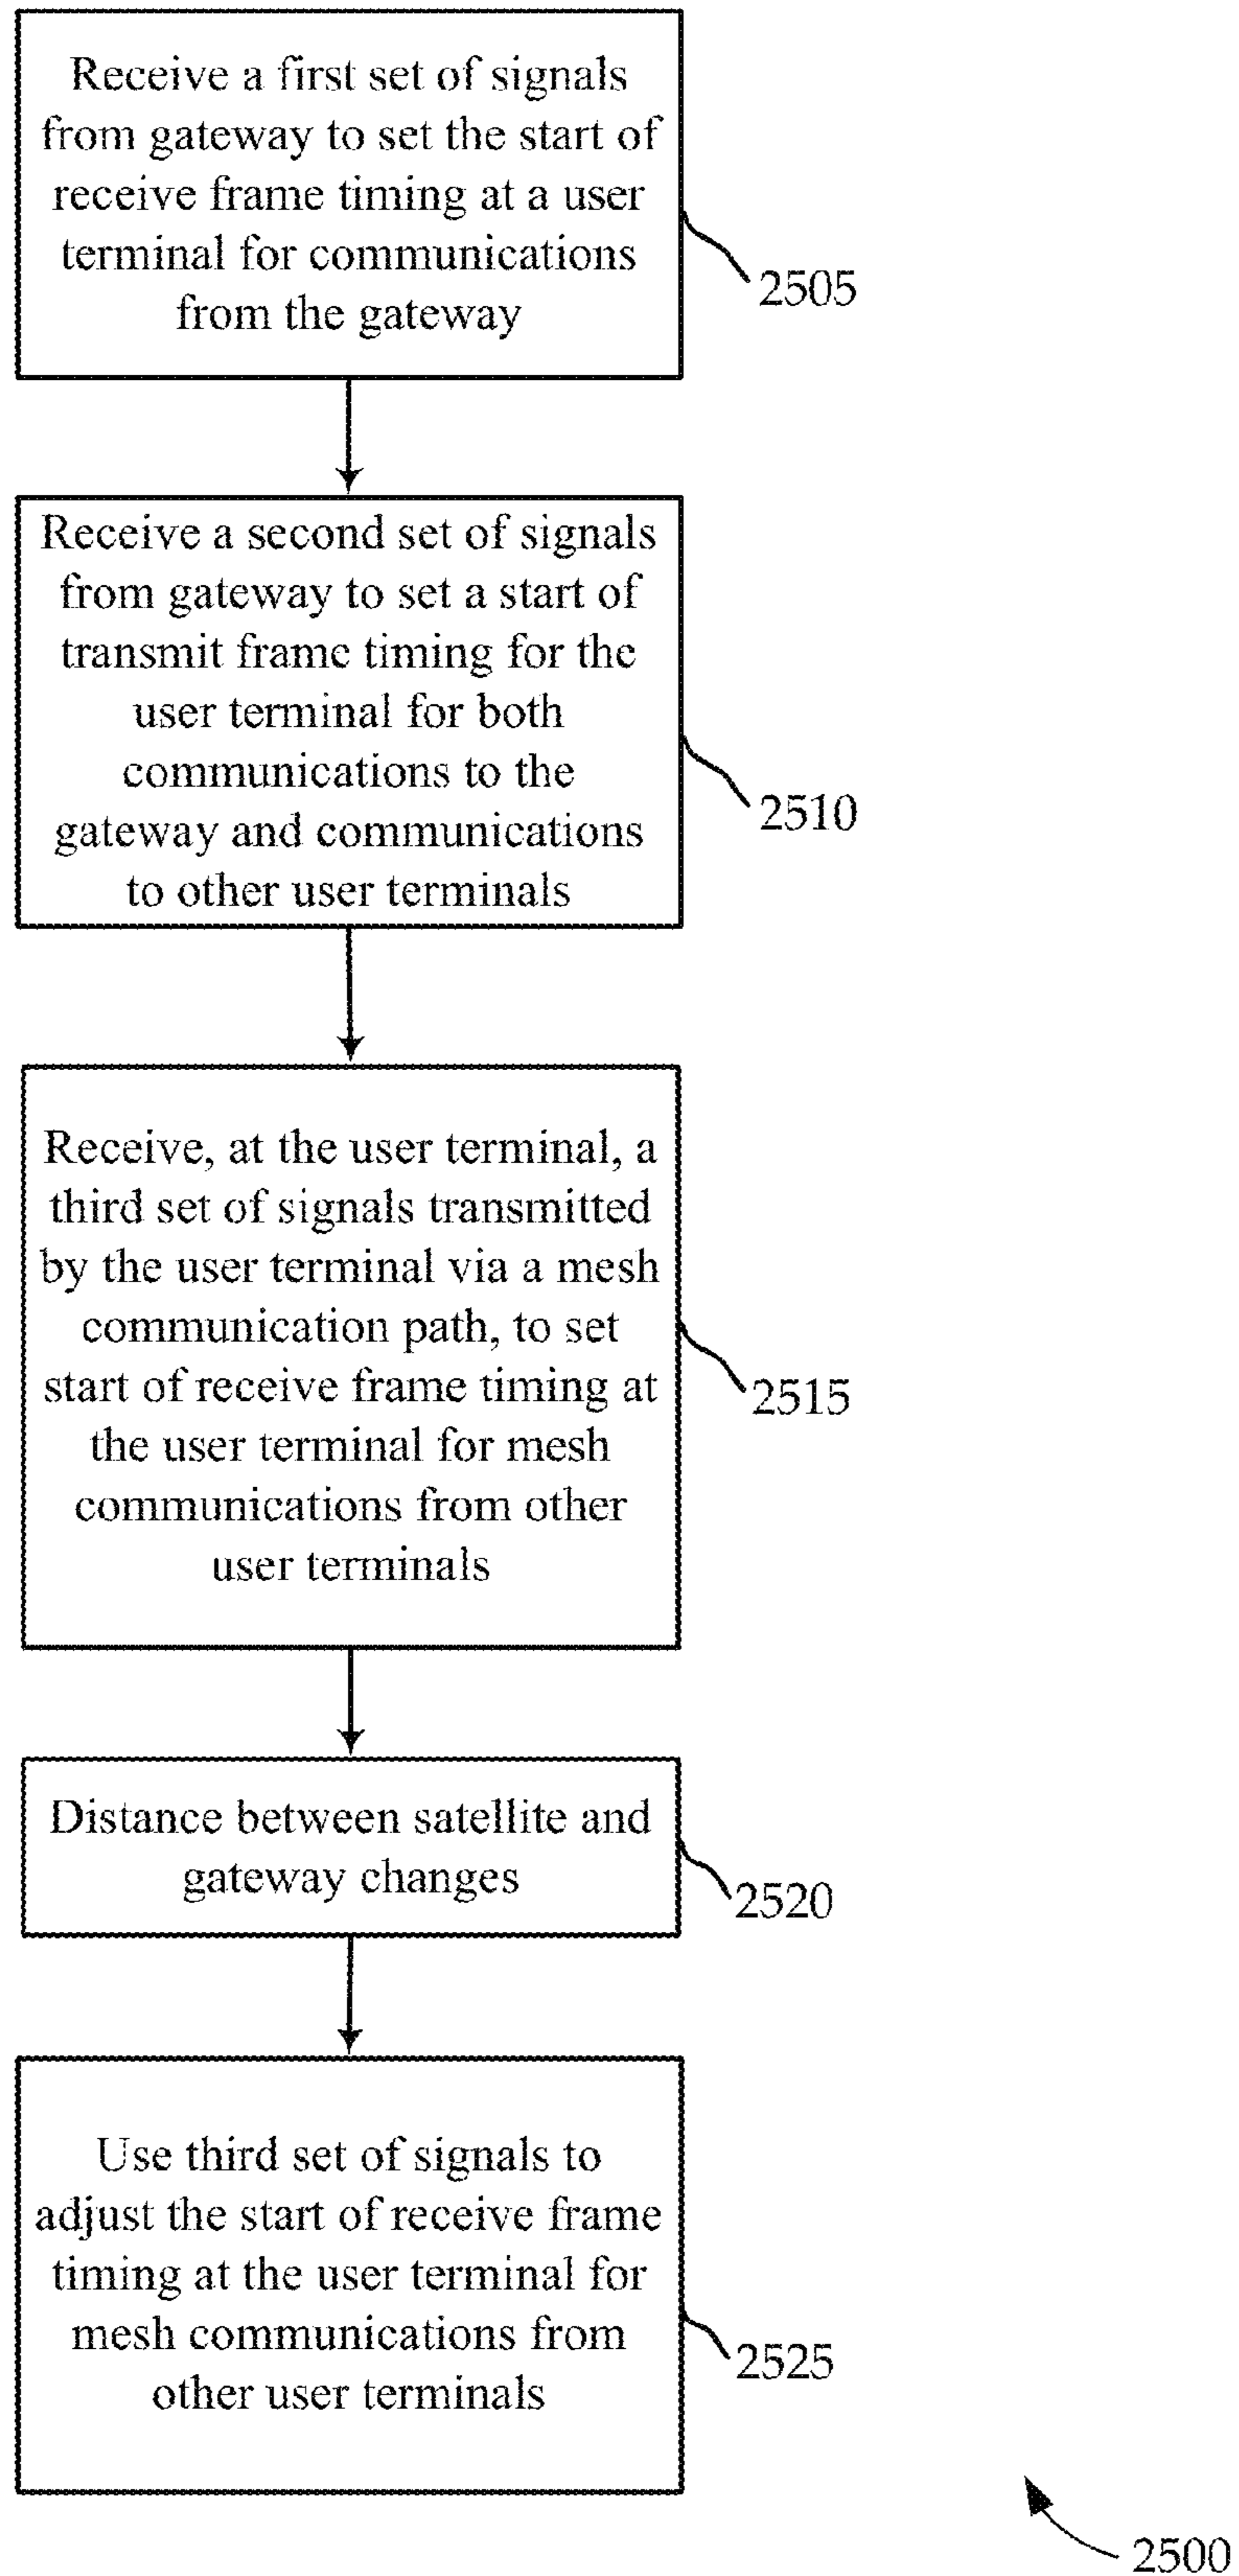 Receive a first set of signals
from gateway to set the start of
receive frame timing at a user
terminal for communications
from the gateway
2505
Receive a second set of signals
from gateway to set a start of
transmit frame timing for the
user terminal for both
communications to the
gateway and communications
to other user terminals
2510
Receive, at the user terminal, a
third set of signals transmitted
by the user terminal via a mesh
communication path, to set
start of receive frame timing at
the user terminal for mesh
communications from other
user terminals
2515
Distance between satellite and
gateway changes
2520
Use third set of signals to
adjust the start of receive frame
timing at the user terminal for
mesh communications from
other user terminals
2525
2500